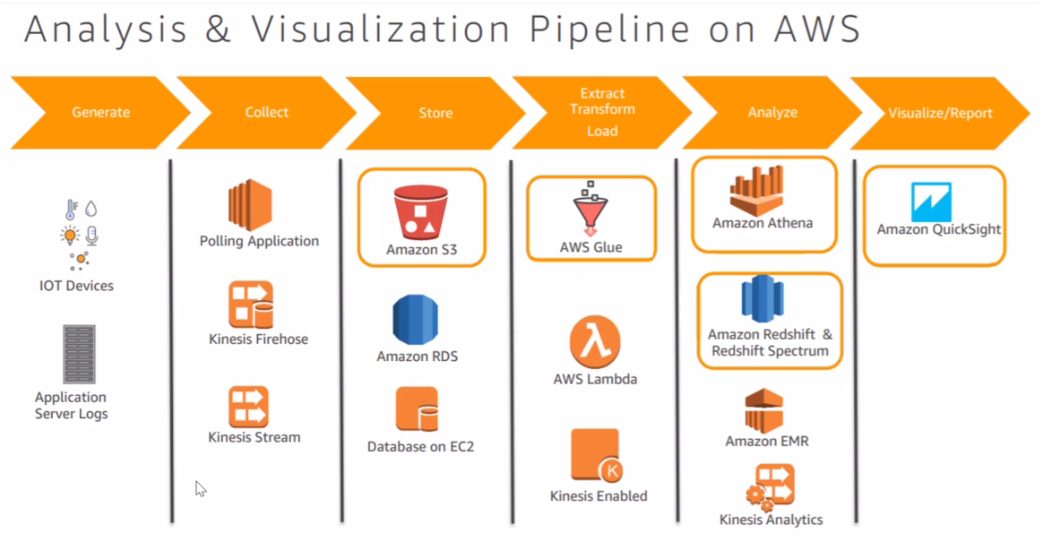 Analysis & Visualization Pipeline on AWS
Generate
Collect
Store
Extract
Transform
Load
Analyze
Visualize/Report
IOT Devices
Application
Server Logs
Polling Application
Kinesis Firehose
Kinesis Stream
Amazon S3
Amazon RDS
Database on EC2
AWS Glue
AWS Lambda
K
Kinesis Enabled
Amazon Athena
Amazon Redshift &
Redshift Spectrum
Amazon EMR
Kinesis Analytics
Amazon QuickSight